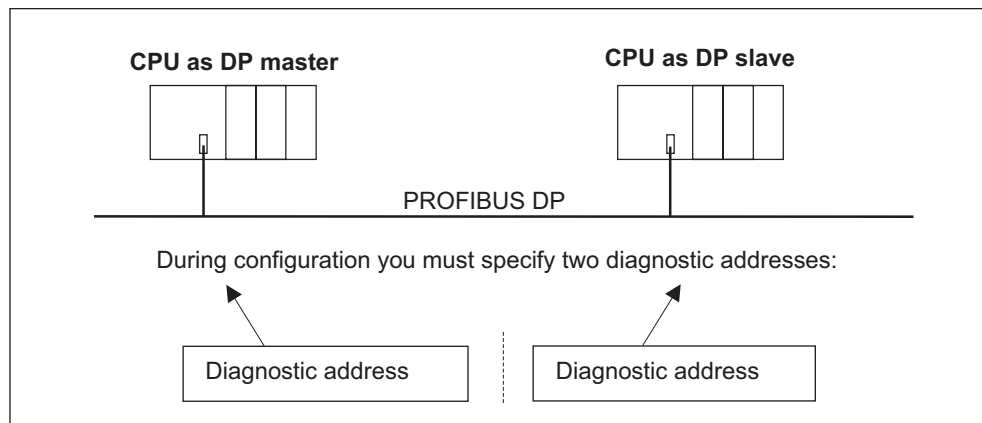 CPU as DP master
CPU as DP slave
PROFIBUS DP
During configuration you must specify two diagnostic addresses:
Diagnostic address
Diagnostic address